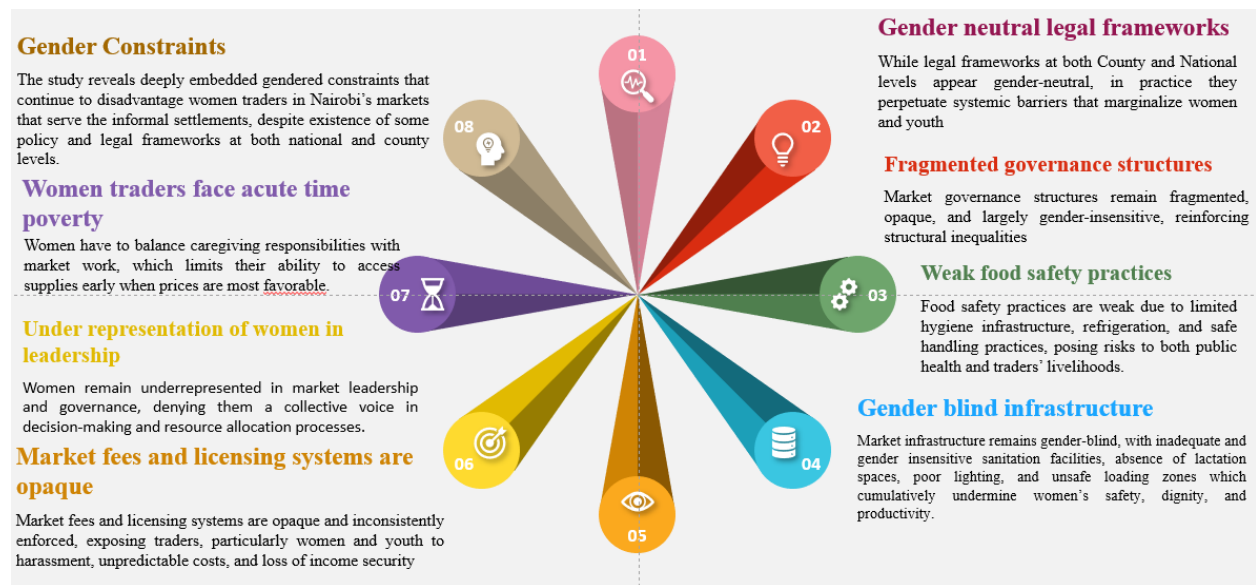 Gender Constraints
The study reveals deeply embedded gendered constraints that
continue to disadvantage women traders in Nairobi's markets
that serve the informal settlements, despite existence of some
policy and legal frameworks at both national and county
levels.
Women traders face acute time
poverty
Women have to balance caregiving responsibilities with
market work, which limits their ability to access
supplies early when prices are most favorable.
Under representation of women in
leadership
Women remain underrepresented in market leadership
and governance, denying them a collective voice in
decision-making and resource allocation processes.
Market fees and licensing systems are
opaque
Market fees and licensing systems are opaque and inconsistently
enforced, exposing traders, particularly women and youth to
harassment, unpredictable costs, and loss of income security
01
02
03
04
05
06
07
08
Gender neutral legal frameworks
While legal frameworks at both County and National
levels appear gender-neutral, in practice they
perpetuate systemic barriers that marginalize women
and youth
Fragmented governance structures
Market governance structures remain fragmented,
opaque, and largely gender-insensitive, reinforcing
structural inequalities
Weak food safety practices
Food safety practices are weak due to limited
hygiene infrastructure, refrigeration, and safe
handling practices, posing risks to both public
health and traders' livelihoods.
Gender blind infrastructure
Market infrastructure remains gender-blind, with inadequate and
gender insensitive sanitation facilities, absence of lactation
spaces, poor lighting, and unsafe loading zones which
cumulatively undermine women's safety, dignity, and
productivity.